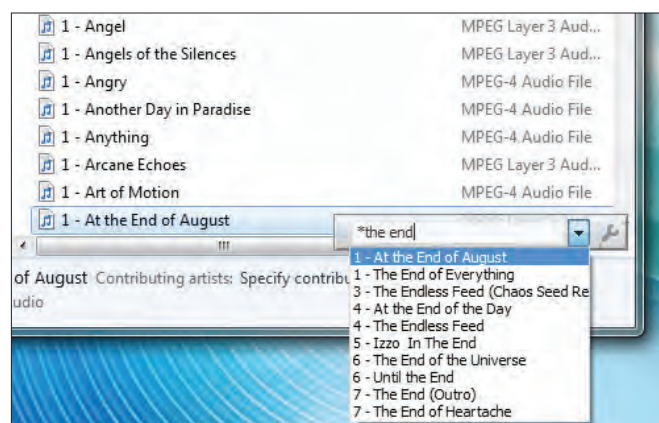 1 - Angel MPEG Layer 3 Aud...
1 - Angels of the Silences MPEG Layer 3 Aud...
1 - Angry MPEG-4 Audio File
1 - Another Day in Paradise MPEG-4 Audio File
1 - Anything MPEG-4 Audio File
1 - Arcane Echoes MPEG Layer 3 Aud...
1 - Art of Motion MPEG-4 Audio File
1 - At the End of August
*the end
1 - At the End of August
1 - The End of Everything
3 - The Endless Feed (Chaos Seed Re
4 - At the End of the Day
4 - The Endless Feed
5 - Izzo In The End
6 - The End of the Universe
6 - Until the End
7 - The End (Outro)
7 - The End of Heartache
of August Contributing artists: Specify contribu
udio